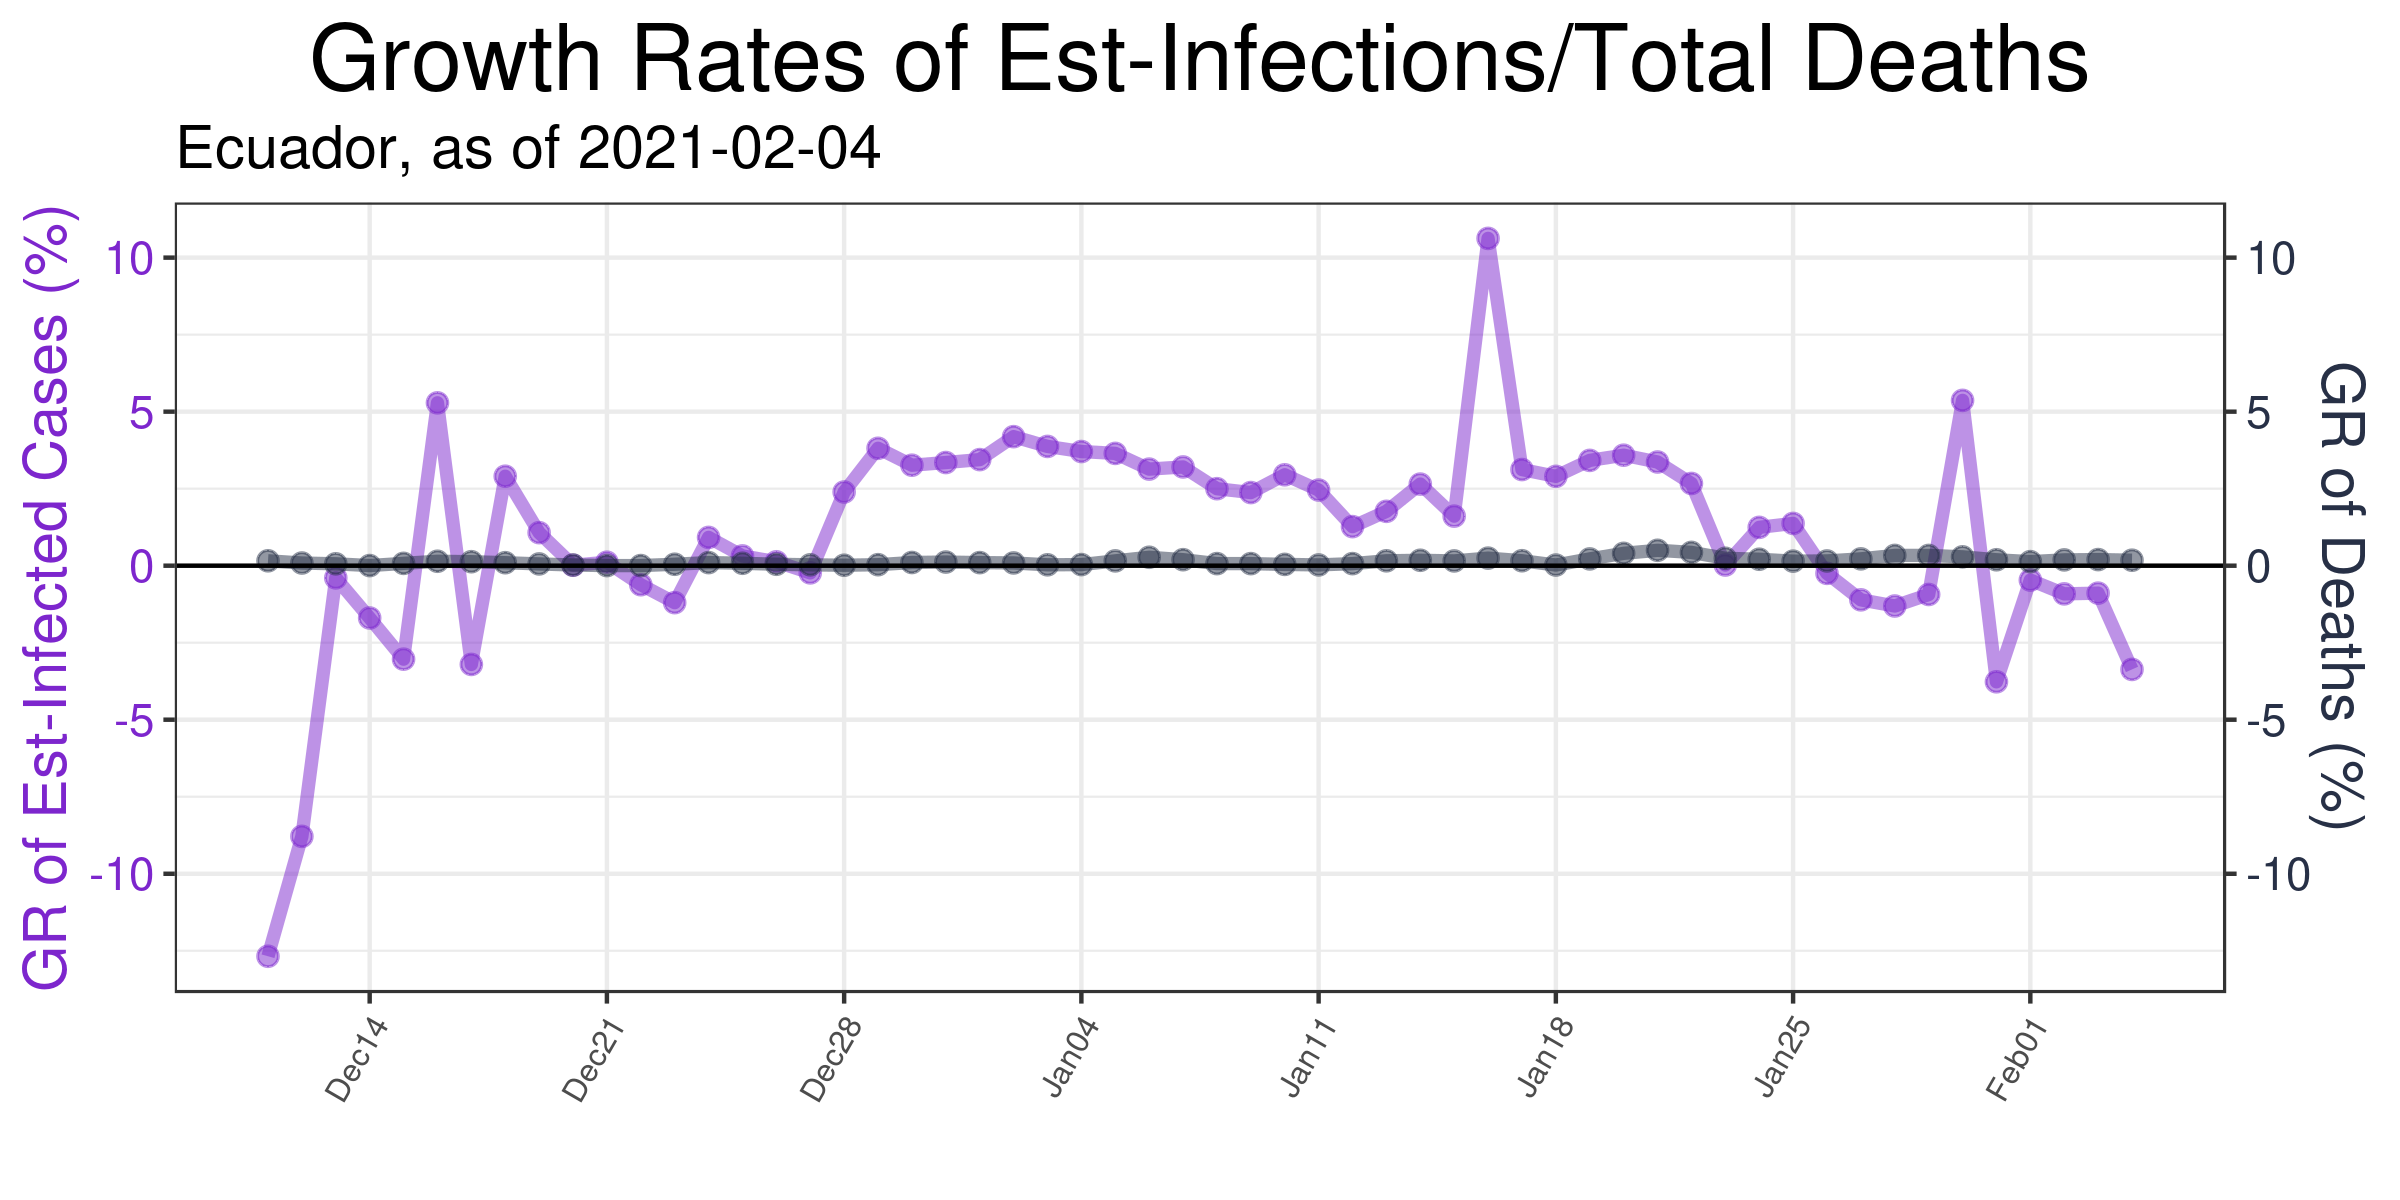 Growth Rates of Est-Infections/Total Deaths
Ecuador, as of 2021-02-04
GR of Est-Infected Cases (%)
10
5
0
-5
-10
10
5
0
-5
-10
GR of Deaths (%)
Dec14
Dec21
Dec28
Jan04
Jan11
Jan18
Jan25
Feb01